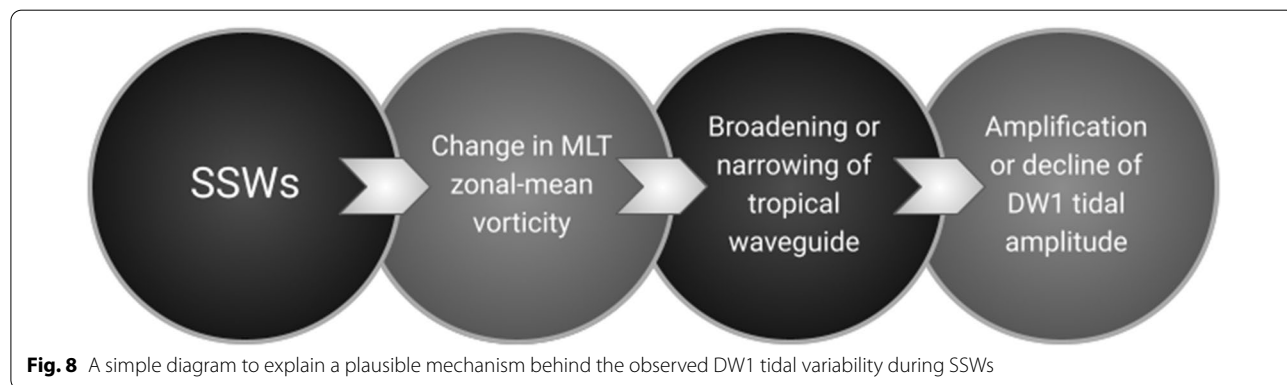 SSWs
Change in MLT
zonal-mean
vorticity
Broadening or
narrowing of
tropical
waveguide
Amplification
or decline of
DW1 tidal
amplitude
Fig. 8 A simple diagram to explain a plausible mechanism behind the observed DW1 tidal variability during SSWs